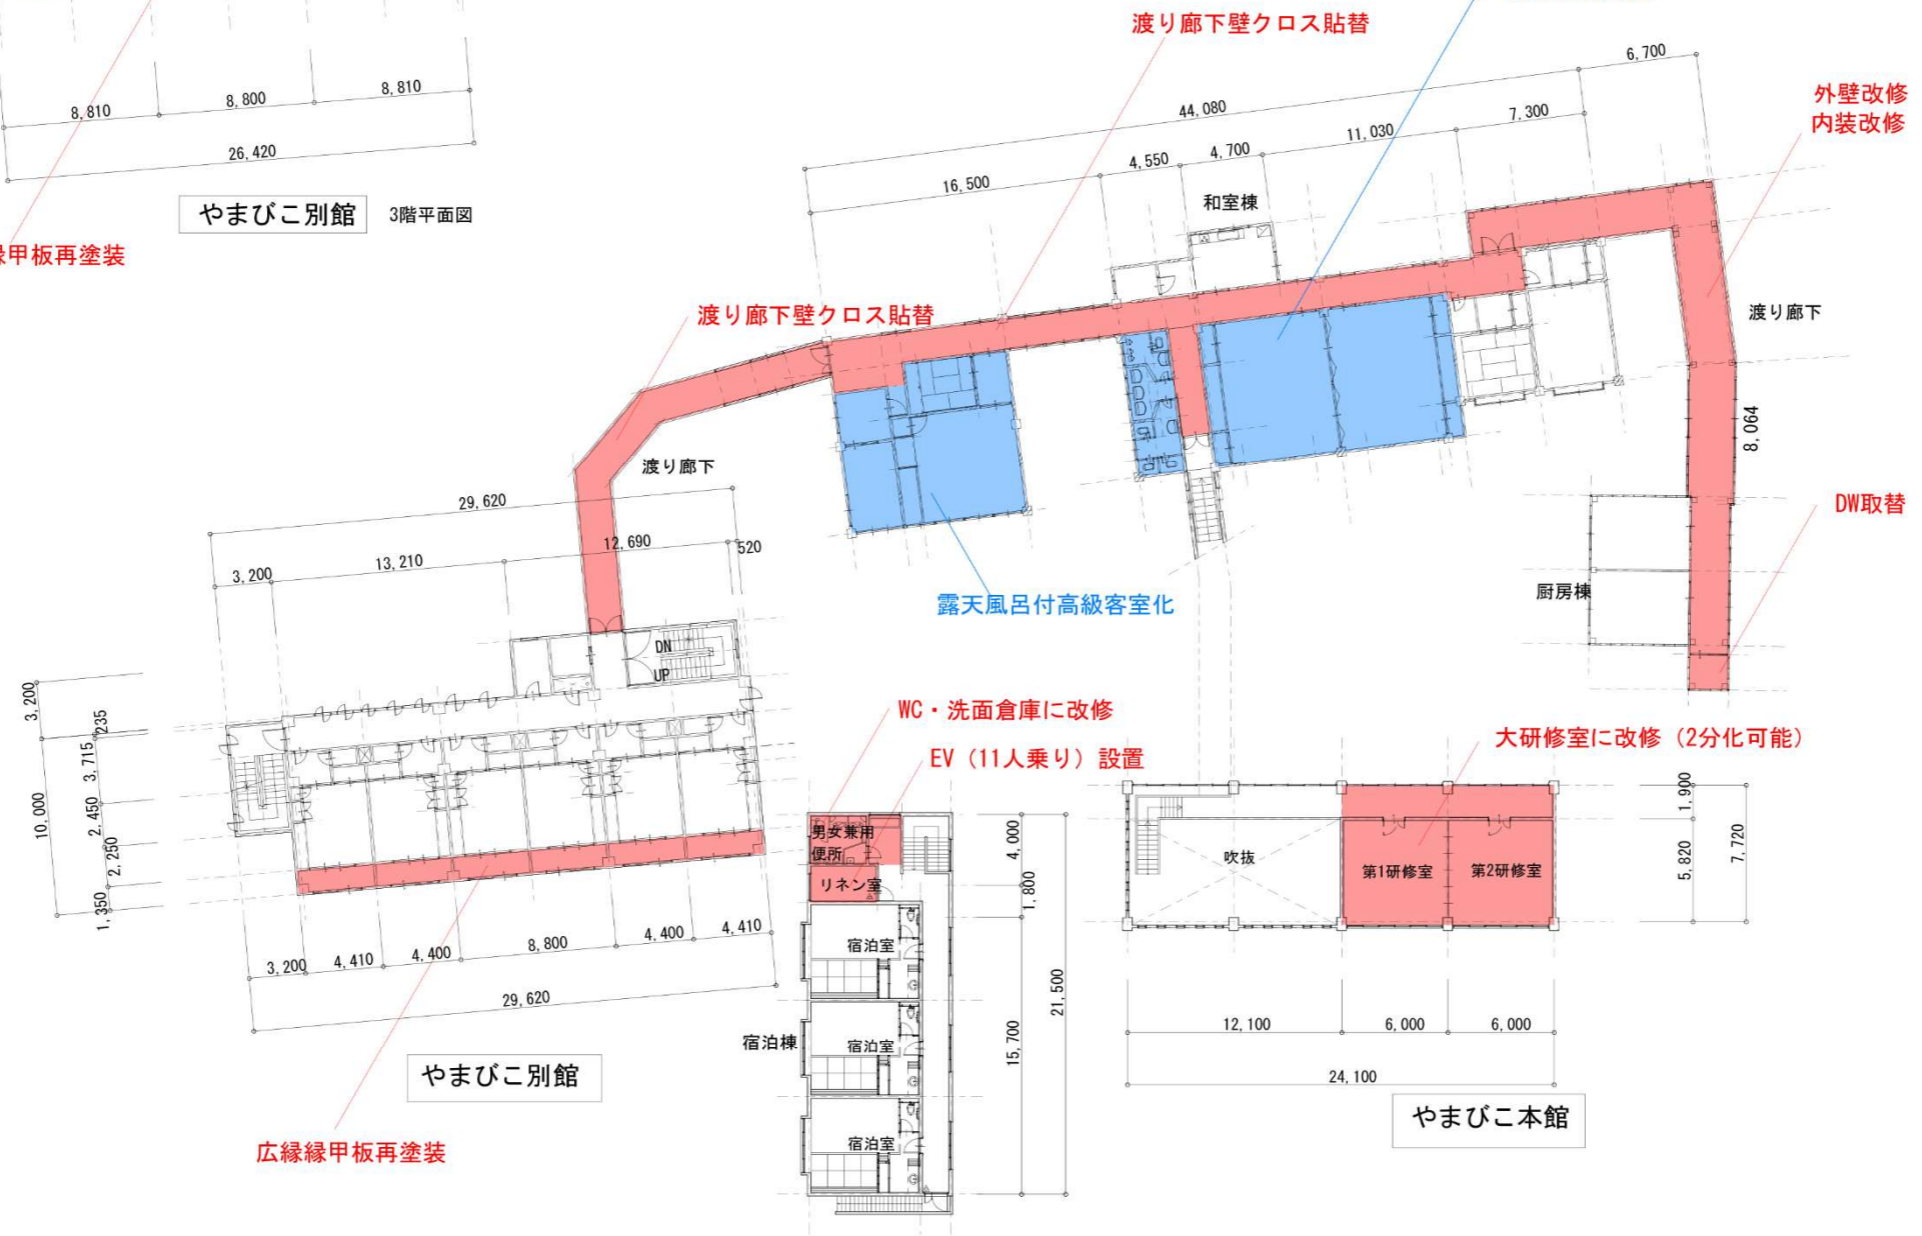 渡り廊下壁クロス貼替
8,810
8,800
8,810
26,420
やまびこ別館
3階平面図
縁甲板再塗装
6,700
44,080
7,300
11,030
4,700
4,550
16,500
和室棟
外壁改修
内装改修
渡り廊下壁クロス貼替
渡り廊下
渡り廊下
8,064
DW取替
厨房棟
露天風呂付高級客室化
29,620
12,690
520
13,210
3,200
DN
UP
3,200
235
3,715
2,450
10,000
2,250
1,350
3,200
4,410
4,400
8,800
4,400
4,410
29,620
やまびこ別館
広縁縁甲板再塗装
WC・洗面倉庫に改修
EV（11人乗り）設置
男女兼用
便所
リネン室
宿泊室
宿泊室
宿泊室
宿泊棟
4,000
1,800
21,500
15,700
大研修室に改修（2分化可能）
吹抜
第1研修室
第2研修室
1,900
5,820
7,720
12,100
6,000
6,000
24,100
やまびこ本館